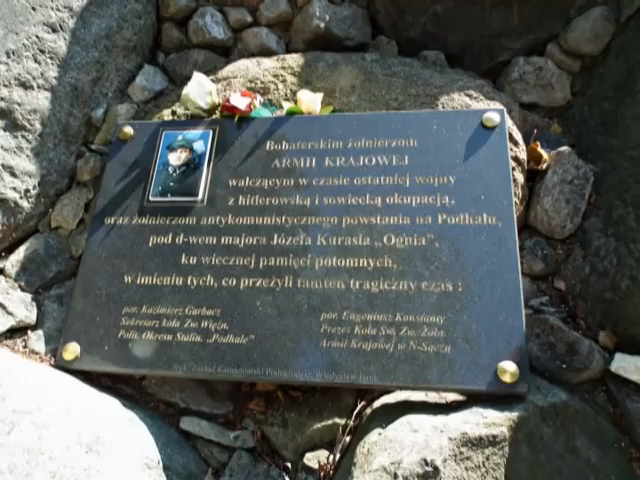 Bohaterskim żołnierzom
ARMII KRAJOWEJ
walczącym w czasie ostatniej wojny
z hitlerowską i sowiecką okupacją,
oraz żołnierzom antykomunistycznego powstania na Podhalu,
pod d-wem majora Józefa Kurasia „Ognia”,
ku wiecznej pamięci potomnych,
w imieniu tych, co przeżyli tamten tragiczny czas :
por. Kazimierz Garbacz
Sekretarz koła Zw. Więzn.
Polit. Okresu Stalin. „Podhale”
por. Eugeniusz Konstanty
Prezes Koła Św. Zw. Żołn.
Armii Krajowej w N-Sączu